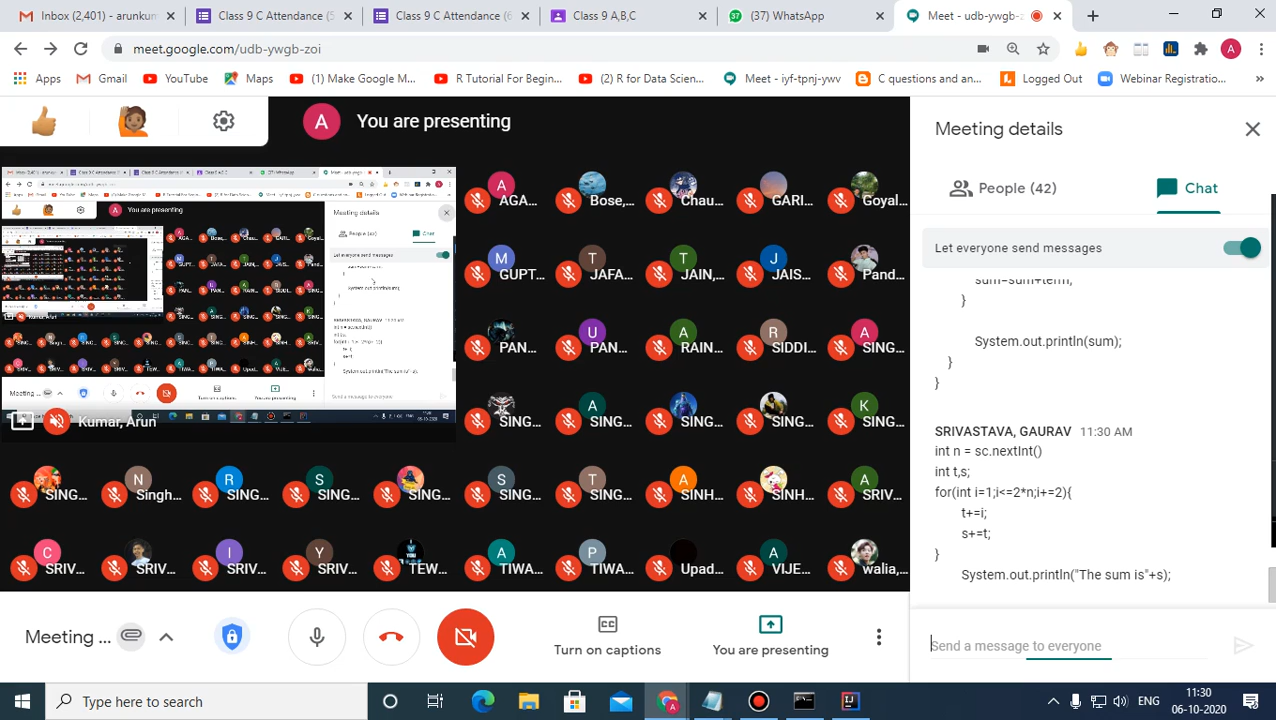 Inbox (2,401) - arunkum
Class 9 C Attendance (5
Class 9 C Attendance (6
Class 9 A,B,C
(37) WhatsApp
Meet - udb-ywgb-z
meet.google.com/udb-ywgb-zoi
A
Apps
Gmail
YouTube
Maps
(1) Make Google M...
R Tutorial For Begin...
(2) R for Data Scien...
Meet - iyf-tpnj-ywv
C questions and an...
Logged Out
Webinar Registratio...
A You are presenting
Meeting details
People (42)
Chat
Let everyone send messages
sum=sum+term;
}
System.out.println(sum);
}
}
SRIVASTAVA, GAURAV 11:30 AM
int n = sc.nextInt()
int t,s;
for(int i=1;i<=2*n;i+=2){
t+=i;
s+=t;
}
System.out.println("The sum is"+s);
Send a message to everyone
AGA... Bose,... Chau... GARI... Goyal...
GUPT... JAFA... JAIN,... JAIS... Pand...
PAN... PAN... RAIN... SIDDI... SING...
SING... SING... SING... SING... SING...
Kumar, Arun
SING... Singh... SING... SING... SING... SING... SING... SINH... SINH... SRIV...
SRIV... SRIV... SRIV... SRIV... TEW... TIWA... TIWA... Upad... VIJE... walia,...
Meeting ...
Turn on captions
You are presenting
Type here to search
ENG
11:30
06-10-2020